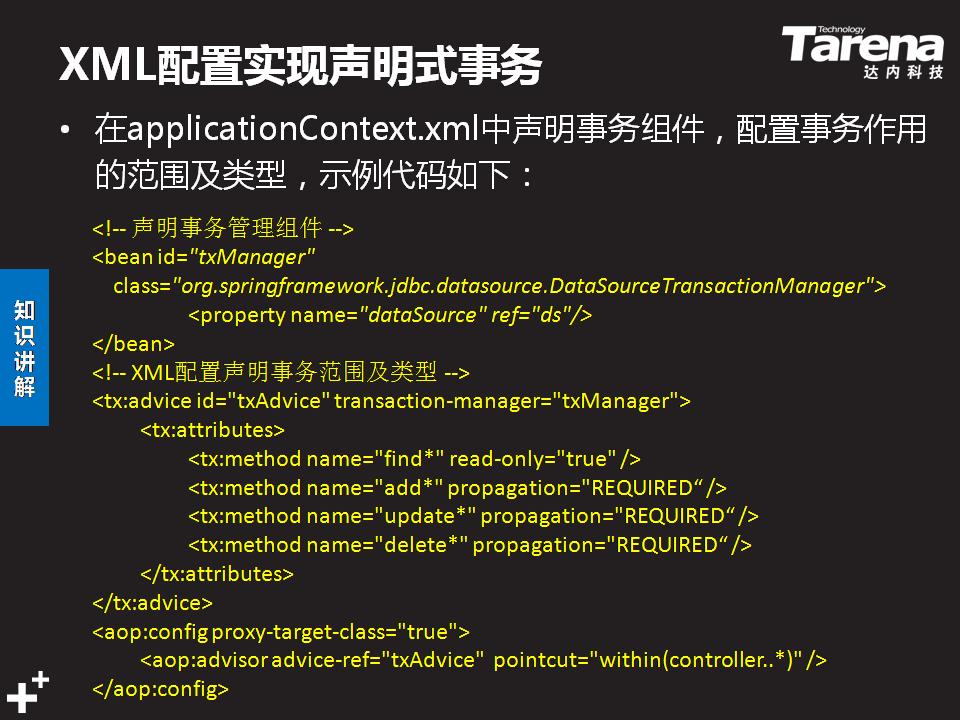 XML配置实现声明式事务
Technology
Tarena
达内科技
• 在applicationContext.xml中声明事务组件，配置事务作用
的范围及类型，示例代码如下：
<!-- 声明事务管理组件 -->
<bean id="txManager"
class="org.springframework.jdbc.datasource.DataSourceTransactionManager">
<property name="dataSource" ref="ds"/>
</bean>
<!-- XML配置声明事务范围及类型 -->
<tx:advice id="txAdvice" transaction-manager="txManager">
<tx:attributes>
<tx:method name="find*" read-only="true" />
<tx:method name="add*" propagation="REQUIRED“ />
<tx:method name="update*" propagation="REQUIRED“ />
<tx:method name="delete*" propagation="REQUIRED“ />
</tx:attributes>
</tx:advice>
<aop:config proxy-target-class="true">
<aop:advisor advice-ref="txAdvice"  pointcut="within(controller..*)" />
</aop:config>
知
识
讲
解